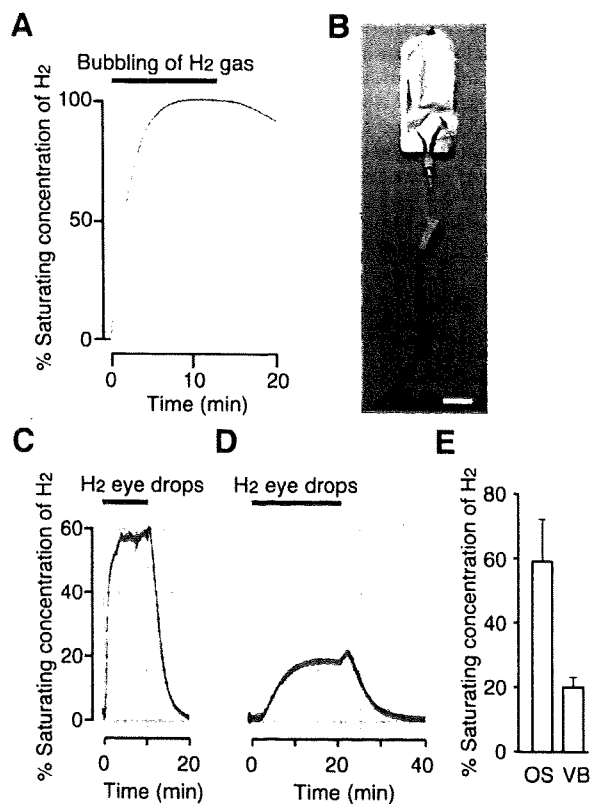 A
Bubbling of H2 gas
% Saturating concentration of H2
100
50
0
0 10 20
Time (min)
B
C
H2 eye drops
% Saturating concentration of H2
60
40
20
0
0 20
Time (min)
D
H2 eye drops
0 20 40
Time (min)
E
% Saturating concentration of H2
80
60
40
20
0
OS VB